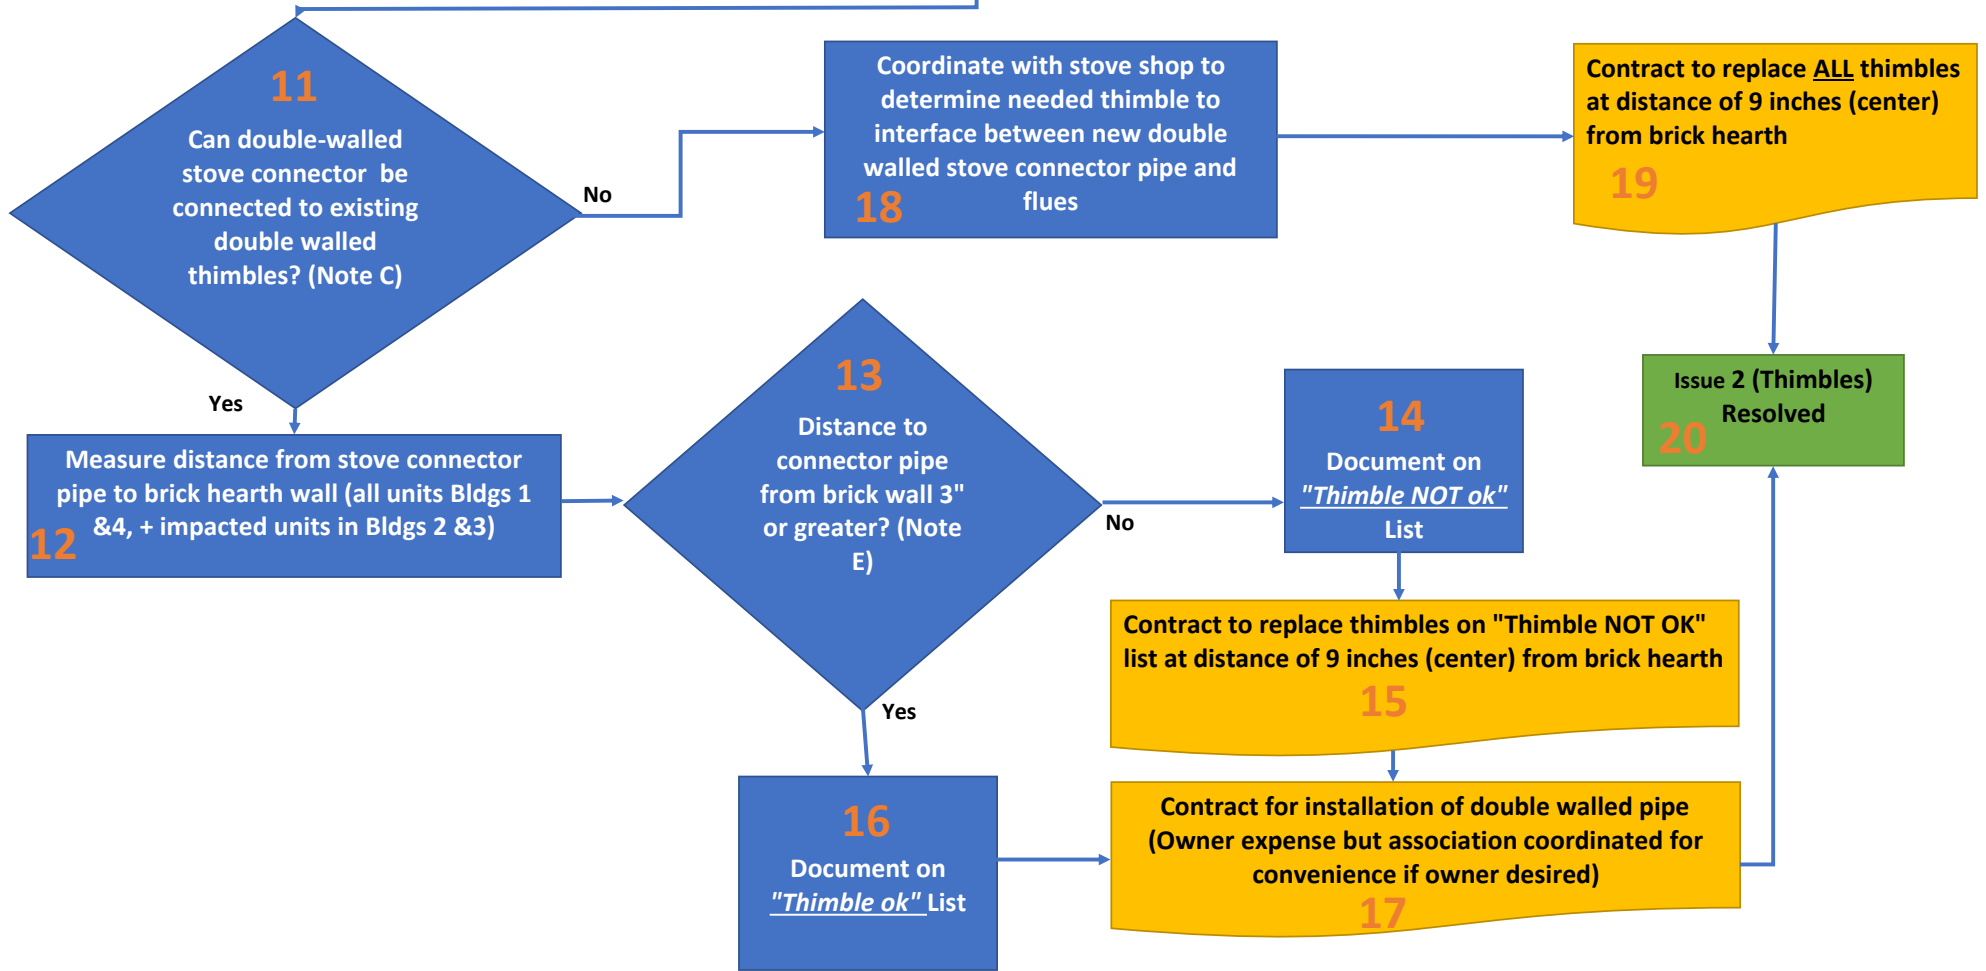 11
Can double-walled
stove connector  be
connected to existing
double walled
thimbles? (Note C)
No
Yes
Coordinate with stove shop to
determine needed thimble to
interface between new double
walled stove connector pipe and
flues
18
Contract to replace ALL thimbles
at distance of 9 inches (center)
from brick hearth
19
Measure distance from stove connector
pipe to brick hearth wall (all units Bldgs 1
&4, + impacted units in Bldgs 2 &3)
12
13
Distance to
connector pipe
from brick wall 3"
or greater? (Note
E)
No
Yes
14
Document on
"Thimble NOT ok"
List
Issue 2 (Thimbles)
Resolved
20
Contract to replace thimbles on "Thimble NOT OK"
list at distance of 9 inches (center) from brick hearth
15
16
Document on
"Thimble ok" List
Contract for installation of double walled pipe
(Owner expense but association coordinated for
convenience if owner desired)
17